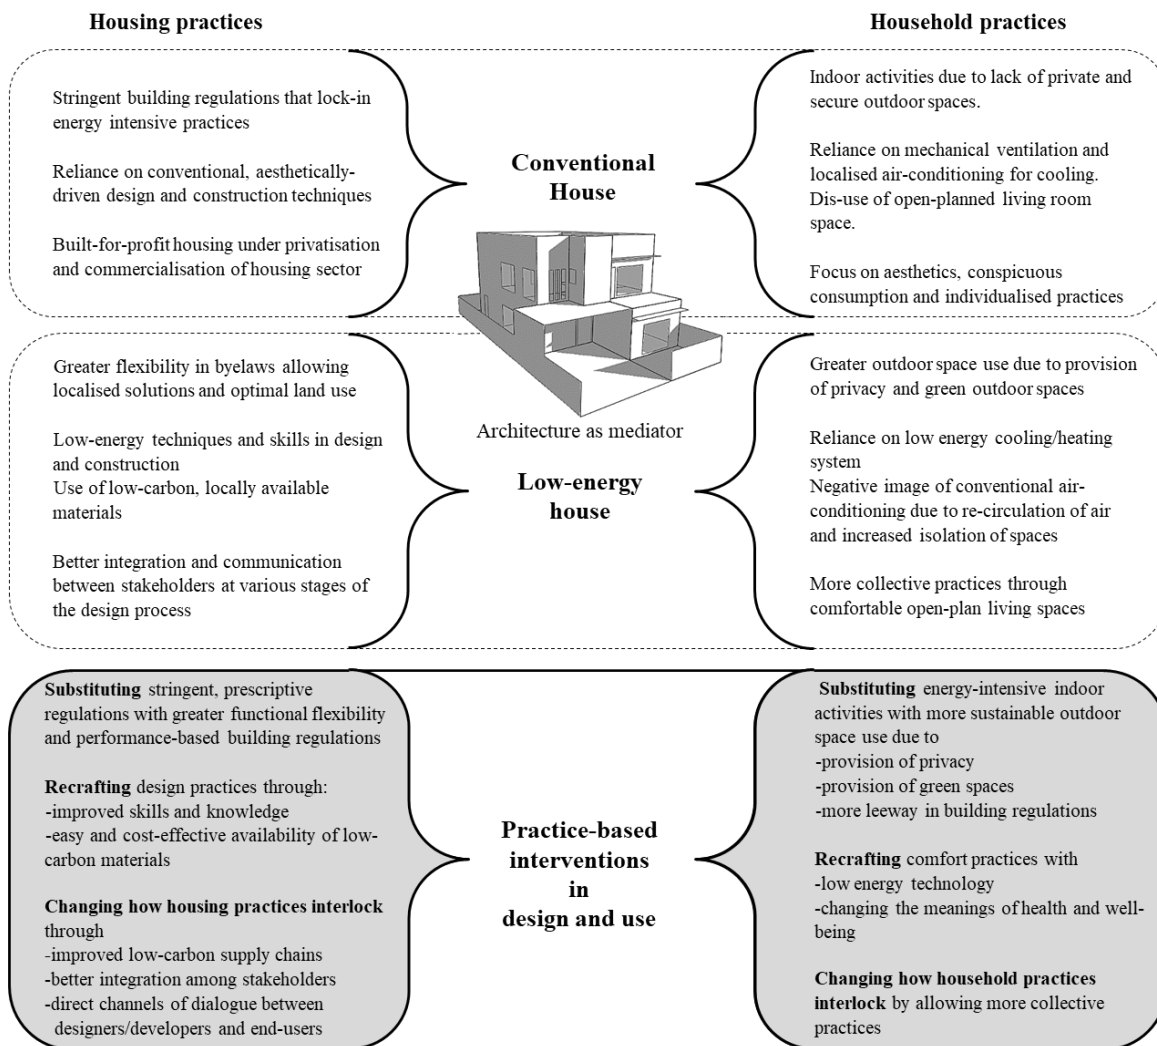 Housing practices
Household practices
Stringent building regulations that lock-in
energy intensive practices
Reliance on conventional, aesthetically-
driven design and construction techniques
Built-for-profit housing under privatisation
and commercialisation of housing sector
Conventional
House
Indoor activities due to lack of private and
secure outdoor spaces.
Reliance on mechanical ventilation and
localised air-conditioning for cooling.
Dis-use of open-planned living room
space.
Focus on aesthetics, conspicuous
consumption and individualised practices
Architecture as mediator
Greater flexibility in byelaws allowing
localised solutions and optimal land use
Low-energy techniques and skills in design
and construction
Use of low-carbon, locally available
materials
Better integration and communication
between stakeholders at various stages of
the design process
Low-energy
house
Greater outdoor space use due to provision
of privacy and green outdoor spaces
Reliance on low energy cooling/heating
system
Negative image of conventional air-
conditioning due to re-circulation of air
and increased isolation of spaces
More collective practices through
comfortable open-plan living spaces
Substituting stringent, prescriptive
regulations with greater functional flexibility
and performance-based building regulations
Recrafting design practices through:
-improved skills and knowledge
-easy and cost-effective availability of low-
carbon materials
Changing how housing practices interlock
through
-improved low-carbon supply chains
-better integration among stakeholders
-direct channels of dialogue between
designers/developers and end-users
Practice-based
interventions
in
design and use
Substituting energy-intensive indoor
activities with more sustainable outdoor
space use due to
-provision of privacy
-provision of green spaces
-more leeway in building regulations
Recrafting comfort practices with
-low energy technology
-changing the meanings of health and well-
being
Changing how household practices
interlock by allowing more collective
practices